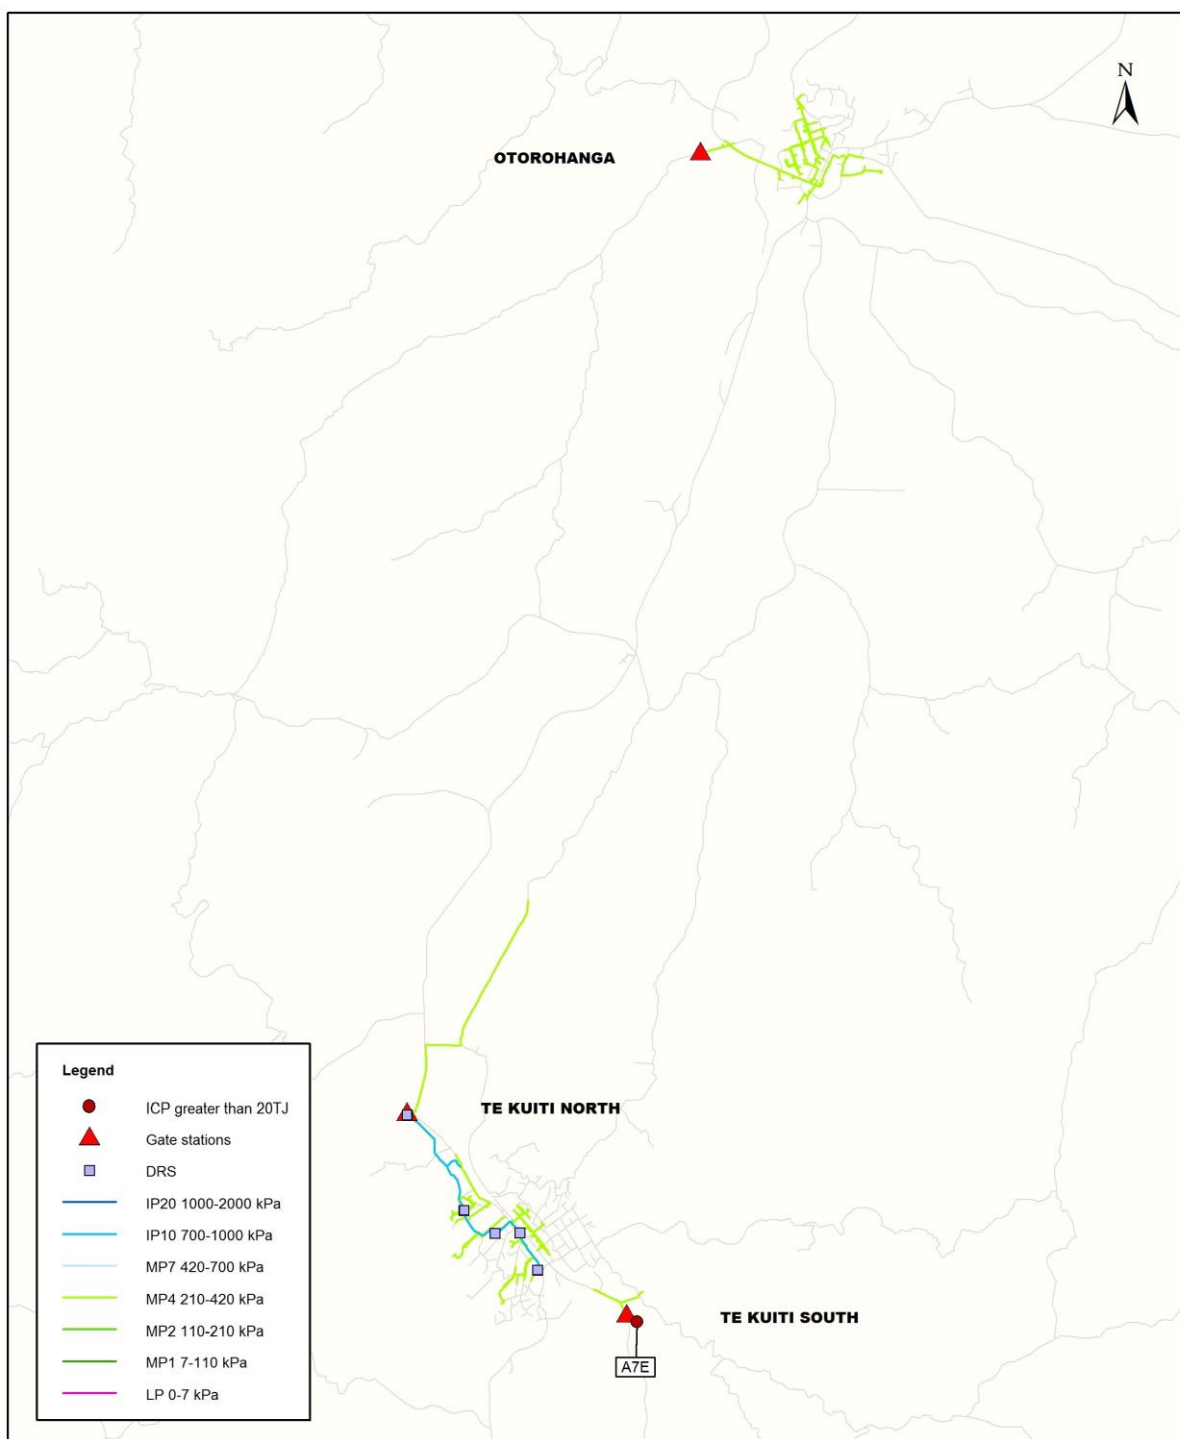 N
OTOROHANGA
TE KUITI NORTH
TE KUITI SOUTH
A7E
Legend
ICP greater than 20TJ
Gate stations
DRS
IP20 1000-2000 kPa
IP10 700-1000 kPa
MP7 420-700 kPa
MP4 210-420 kPa
MP2 110-210 kPa
MP1 7-110 kPa
LP 0-7 kPa